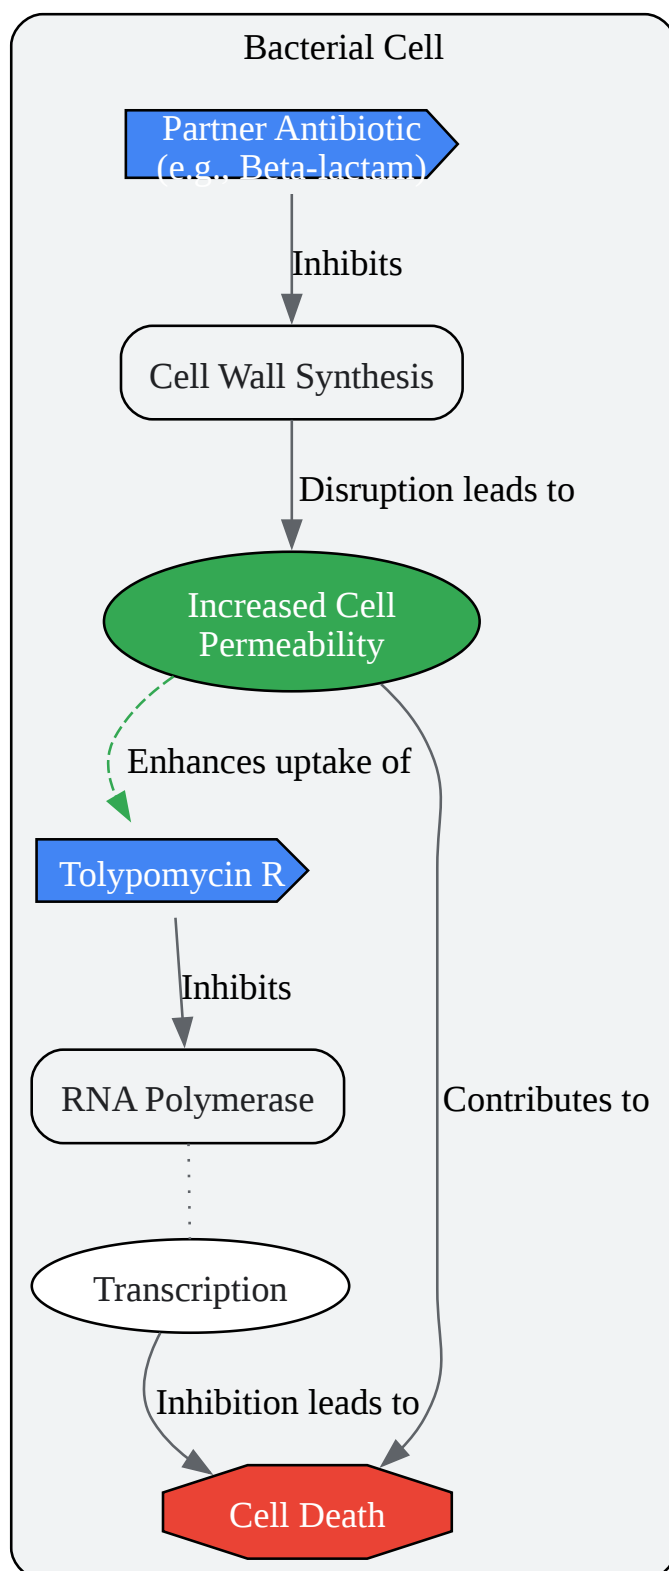 Bacterial Cell
Partner Antibiotic
(e.g., Beta-lactam)
Inhibits
Cell Wall Synthesis
Disruption leads to
Increased Cell
Permeability
Enhances uptake of
Tolypomycin R
Inhibits
RNA Polymerase
Contributes to
Transcription
Inhibition leads to
Cell Death